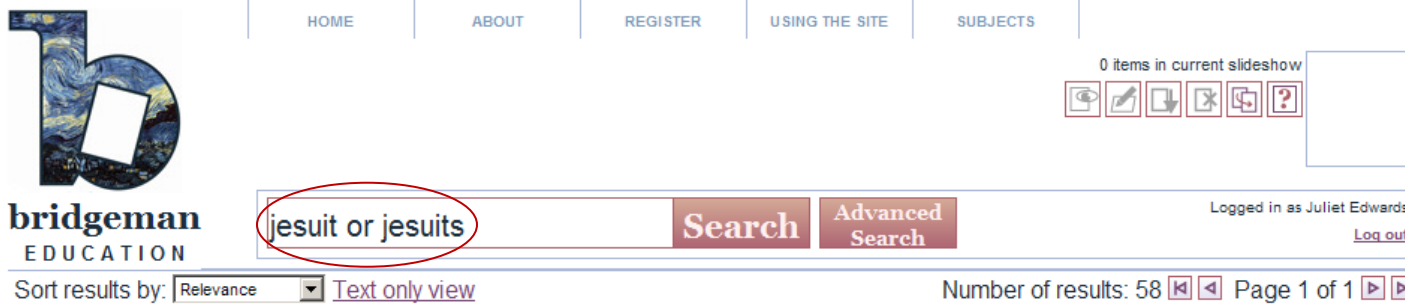 HOME ABOUT REGISTER USING THE SITE SUBJECTS
0 items in current slideshow
?
b
bridgeman
EDUCATION
jesuit or jesuits Search Advanced Search
Logged in as Juliet Edwards
Log out
Sort results by: Relevance Text only view Number of results: 58 Page 1 of 1